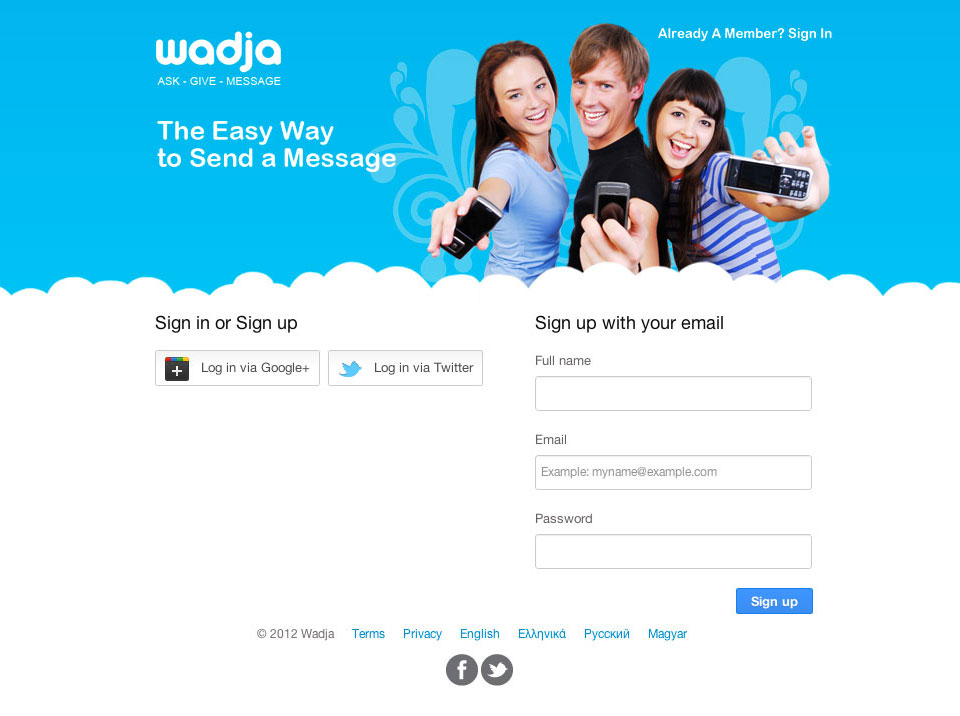 wadja
ASK - GIVE - MESSAGE
Already A Member? Sign In
The Easy Way
to Send a Message
Sign in or Sign up
Log in via Google+
Log in via Twitter
Sign up with your email
Full name
Email
Example: myname@example.com
Password
Sign up
© 2012 Wadja Terms Privacy English Ελληνικά Русский Magyar